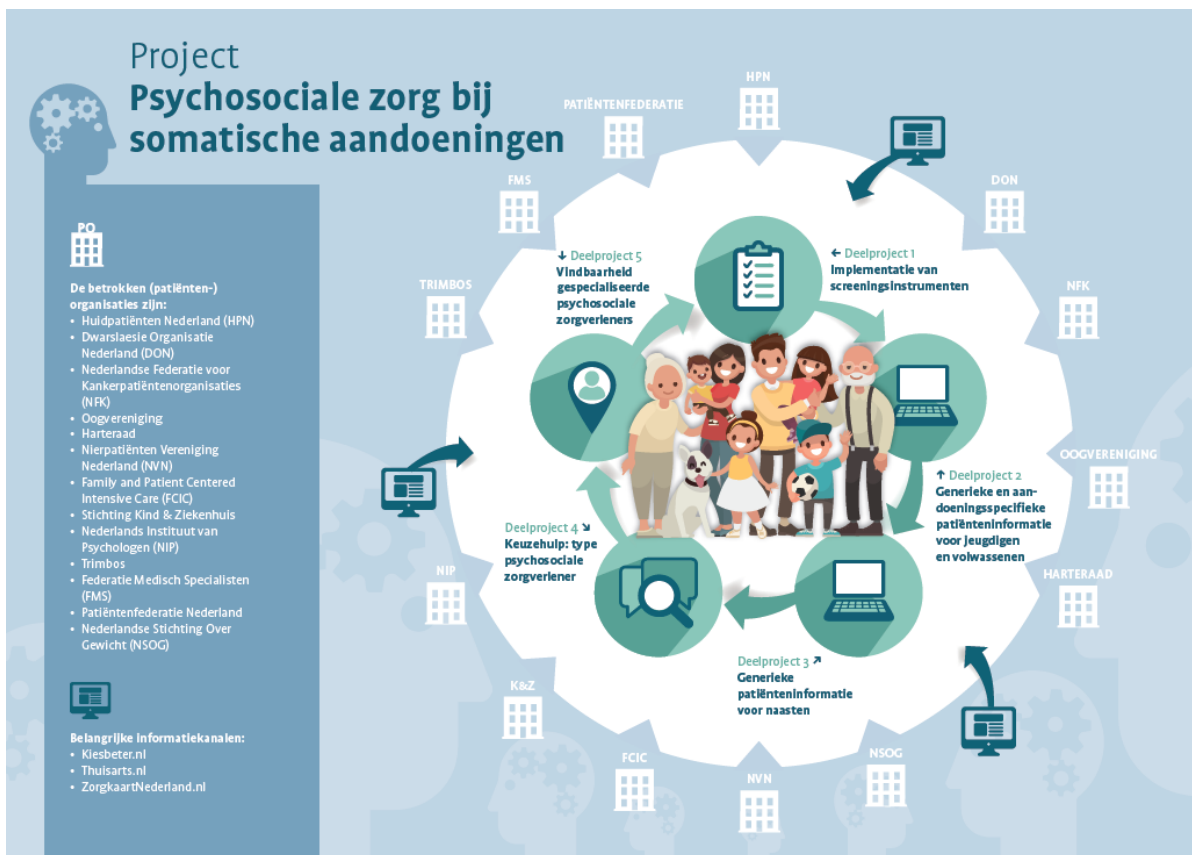 Project
Psychosociale zorg bij
somatische aandoeningen
PO
De betrokken (patiënten-)
organisaties zijn:
• Huidpatiënten Nederland (HPN)
• Dwarslaesie Organisatie
Nederland (DON)
• Nederlandse Federatie voor
Kankerpatiëntenorganisaties
(NFK)
• Oogvereniging
• Harteraad
• Nierpatiënten Vereniging
Nederland (NVN)
• Family and Patient Centered
Intensive Care (FCIC)
• Stichting Kind & Ziekenhuis
• Nederlands Instituut van
Psychologen (NIP)
• Trimbos
• Federatie Medisch Specialisten
(FMS)
• Patiëntenfederatie Nederland
• Nederlandse Stichting Over
Gewicht (NSOG)
Belangrijke informatiekanalen:
• Kiesbeter.nl
• Thuisarts.nl
• ZorgkaartNederland.nl
HPN
PATIËNTENFEDERATIE
FMS
DON
TRIMBOS
NFK
OOGVERENIGING
NIP
HARTERAAD
K&Z
FCIC
NVN
NSOG
← Deelproject 1
Implementatie van
screeningsinstrumenten
↑ Deelproject 2
Generieke en aan-
doeningsspecifieke
patiënteninformatie
voor jeugdigen
en volwassenen
Deelproject 3 ↗
Generieke
patiënteninformatie
voor naasten
Deelproject 4 ↘
Keuzehulp: type
psychosociale
zorgverlener
↓ Deelproject 5
Vindbaarheid
gespecialiseerde
psychosociale
zorgverleners